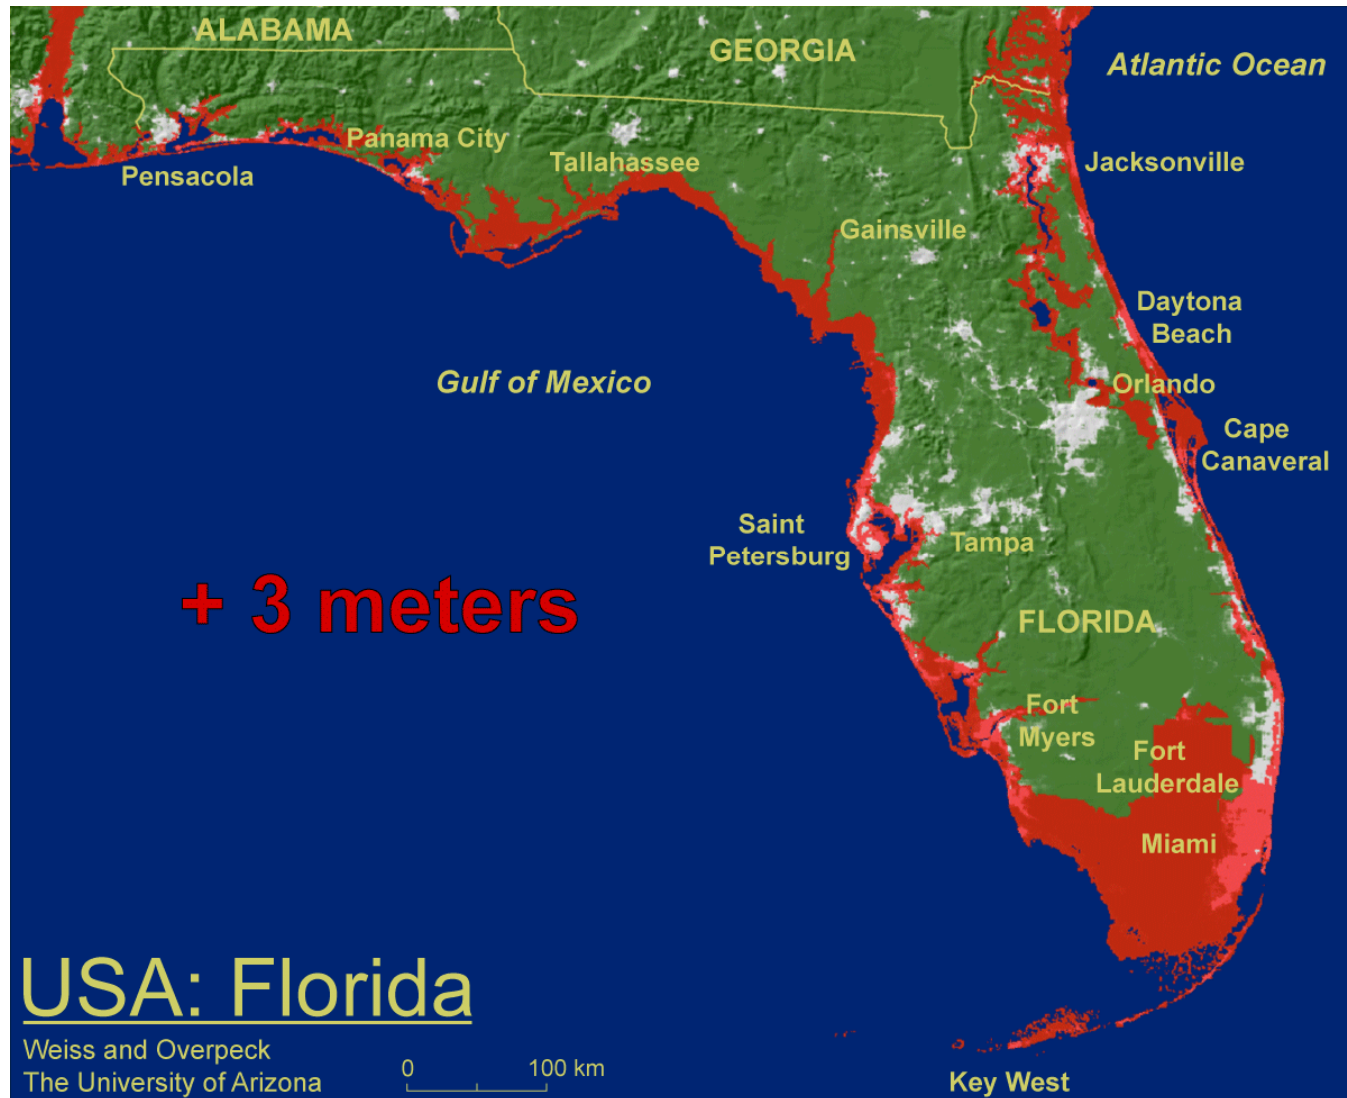 ALABAMA
GEORGIA
Atlantic Ocean
Panama City
Tallahassee
Jacksonville
Pensacola
Gainsville
Daytona
Beach
Gulf of Mexico
Orlando
Cape
Canaveral
Saint
Petersburg
Tampa
+ 3 meters
FLORIDA
Fort
Myers
Fort
Lauderdale
Miami
USA: Florida
Weiss and Overpeck
The University of Arizona
0 100 km
Key West